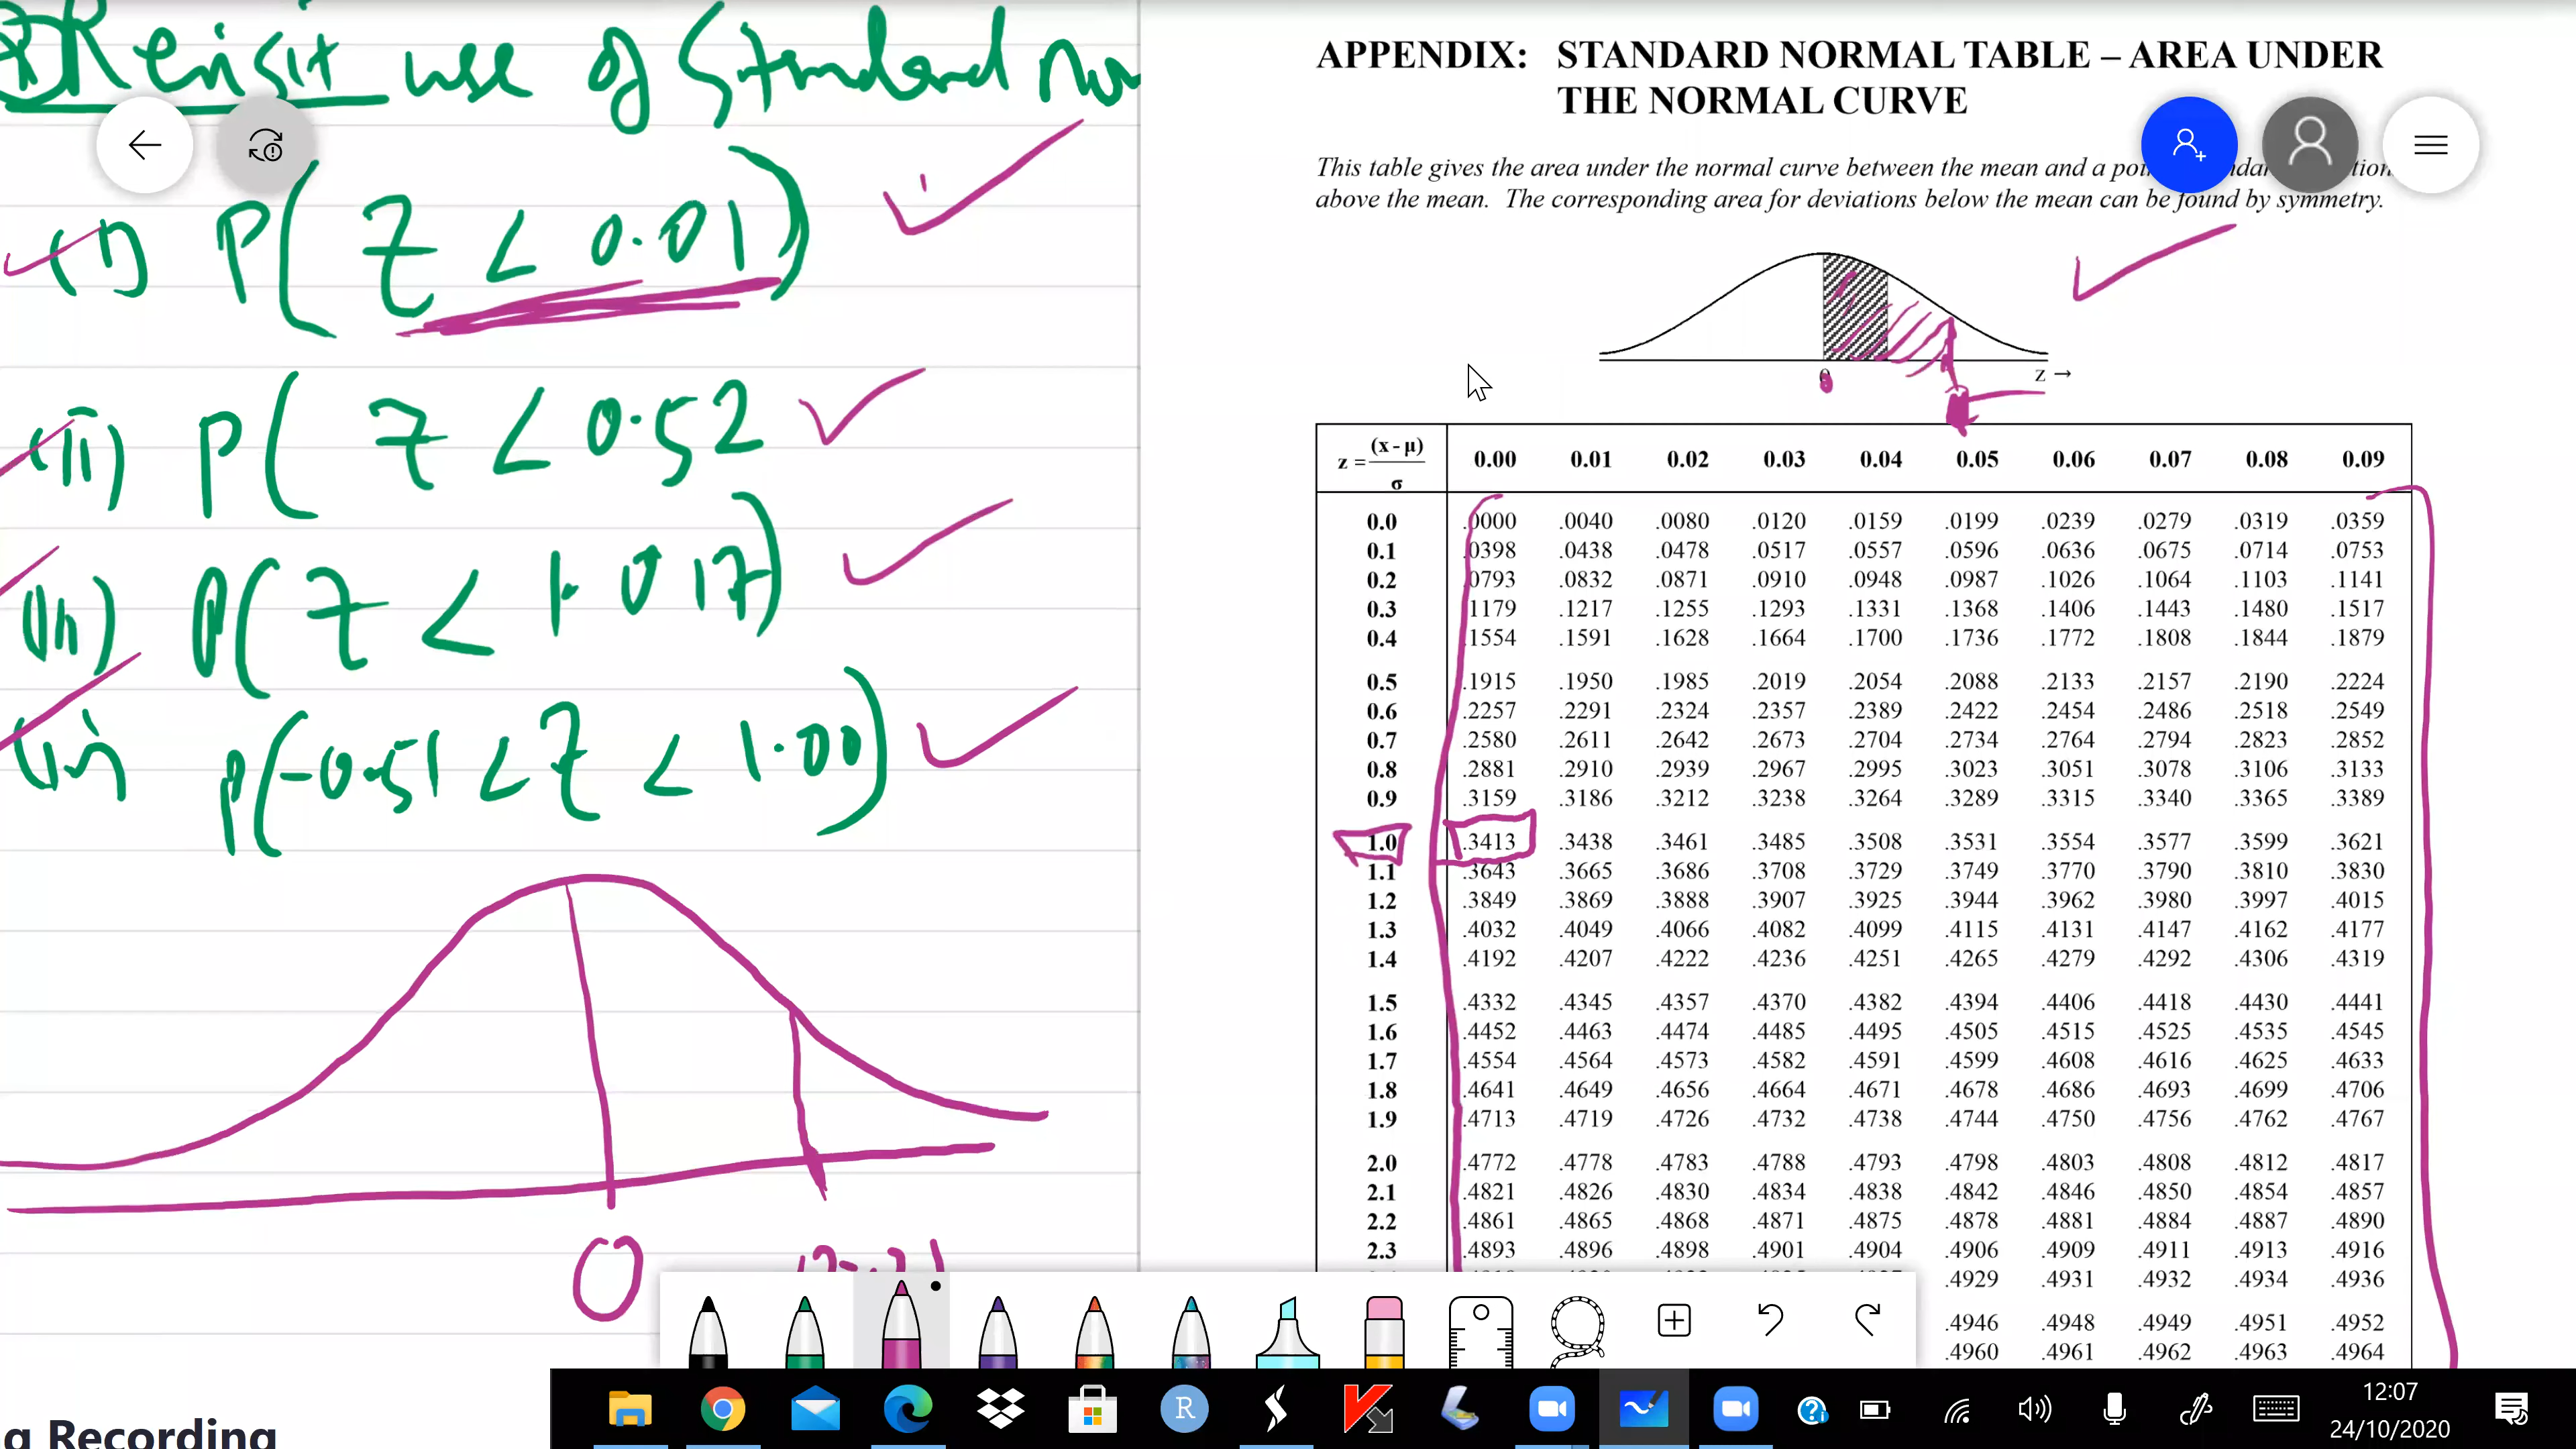 Revisit use of Standard No
(i) P( Z < 0.01)
(ii) P( Z < 0.52
(iii) P( Z < 1.017)
(iv) P(-0.51 < Z < 1.00)
0
APPENDIX: STANDARD NORMAL TABLE – AREA UNDER
THE NORMAL CURVE
This table gives the area under the normal curve between the mean and a
above the mean. The corresponding area for deviations below the mean can be found by symmetry.
0 z →
z = (x - μ) / σ 0.00 0.01 0.02 0.03 0.04 0.05 0.06 0.07 0.08 0.09
0.0 .0000 .0040 .0080 .0120 .0159 .0199 .0239 .0279 .0319 .0359
0.1 .0398 .0438 .0478 .0517 .0557 .0596 .0636 .0675 .0714 .0753
0.2 .0793 .0832 .0871 .0910 .0948 .0987 .1026 .1064 .1103 .1141
0.3 .1179 .1217 .1255 .1293 .1331 .1368 .1406 .1443 .1480 .1517
0.4 .1554 .1591 .1628 .1664 .1700 .1736 .1772 .1808 .1844 .1879
0.5 .1915 .1950 .1985 .2019 .2054 .2088 .2133 .2157 .2190 .2224
0.6 .2257 .2291 .2324 .2357 .2389 .2422 .2454 .2486 .2518 .2549
0.7 .2580 .2611 .2642 .2673 .2704 .2734 .2764 .2794 .2823 .2852
0.8 .2881 .2910 .2939 .2967 .2995 .3023 .3051 .3078 .3106 .3133
0.9 .3159 .3186 .3212 .3238 .3264 .3289 .3315 .3340 .3365 .3389
1.0 .3413 .3438 .3461 .3485 .3508 .3531 .3554 .3577 .3599 .3621
1.1 .3643 .3665 .3686 .3708 .3729 .3749 .3770 .3790 .3810 .3830
1.2 .3849 .3869 .3888 .3907 .3925 .3944 .3962 .3980 .3997 .4015
1.3 .4032 .4049 .4066 .4082 .4099 .4115 .4131 .4147 .4162 .4177
1.4 .4192 .4207 .4222 .4236 .4251 .4265 .4279 .4292 .4306 .4319
1.5 .4332 .4345 .4357 .4370 .4382 .4394 .4406 .4418 .4430 .4441
1.6 .4452 .4463 .4474 .4485 .4495 .4505 .4515 .4525 .4535 .4545
1.7 .4554 .4564 .4573 .4582 .4591 .4599 .4608 .4616 .4625 .4633
1.8 .4641 .4649 .4656 .4664 .4671 .4678 .4686 .4693 .4699 .4706
1.9 .4713 .4719 .4726 .4732 .4738 .4744 .4750 .4756 .4762 .4767
2.0 .4772 .4778 .4783 .4788 .4793 .4798 .4803 .4808 .4812 .4817
2.1 .4821 .4826 .4830 .4834 .4838 .4842 .4846 .4850 .4854 .4857
2.2 .4861 .4865 .4868 .4871 .4875 .4878 .4881 .4884 .4887 .4890
2.3 .4893 .4896 .4898 .4901 .4904 .4906 .4909 .4911 .4913 .4916
.4929 .4931 .4932 .4934 .4936
.4946 .4948 .4949 .4951 .4952
.4960 .4961 .4962 .4963 .4964
g Recording
R
12:07
24/10/2020